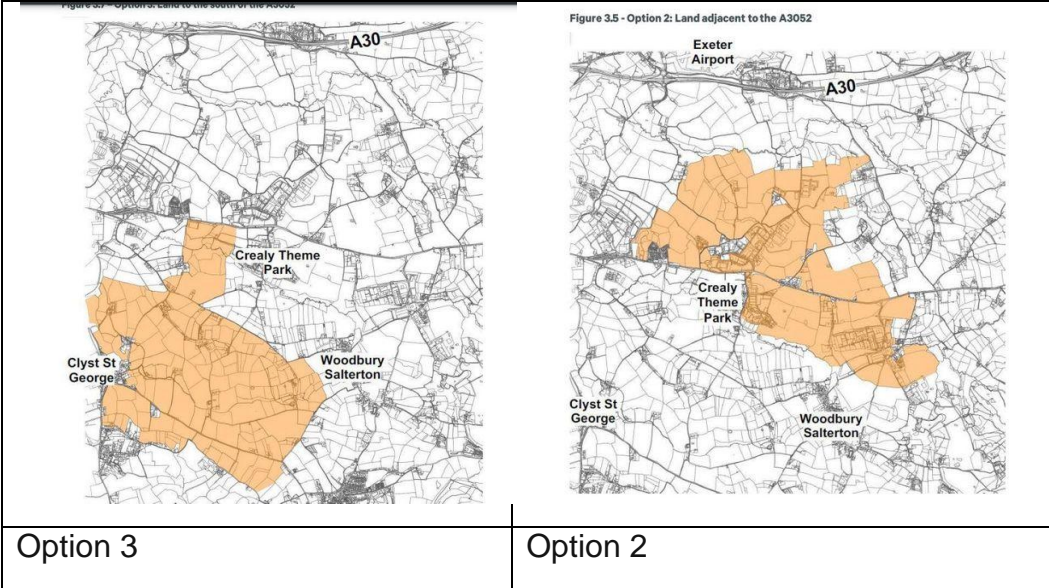 Figure 3.7 - Option 3: Land to the south of the A3052
A30
Crealy Theme
Park
Clyst St
George
Woodbury
Salterton
Figure 3.5 - Option 2: Land adjacent to the A3052
Exeter
Airport
A30
Crealy
Theme
Park
Clyst St
George
Woodbury
Salterton
Option 3
Option 2